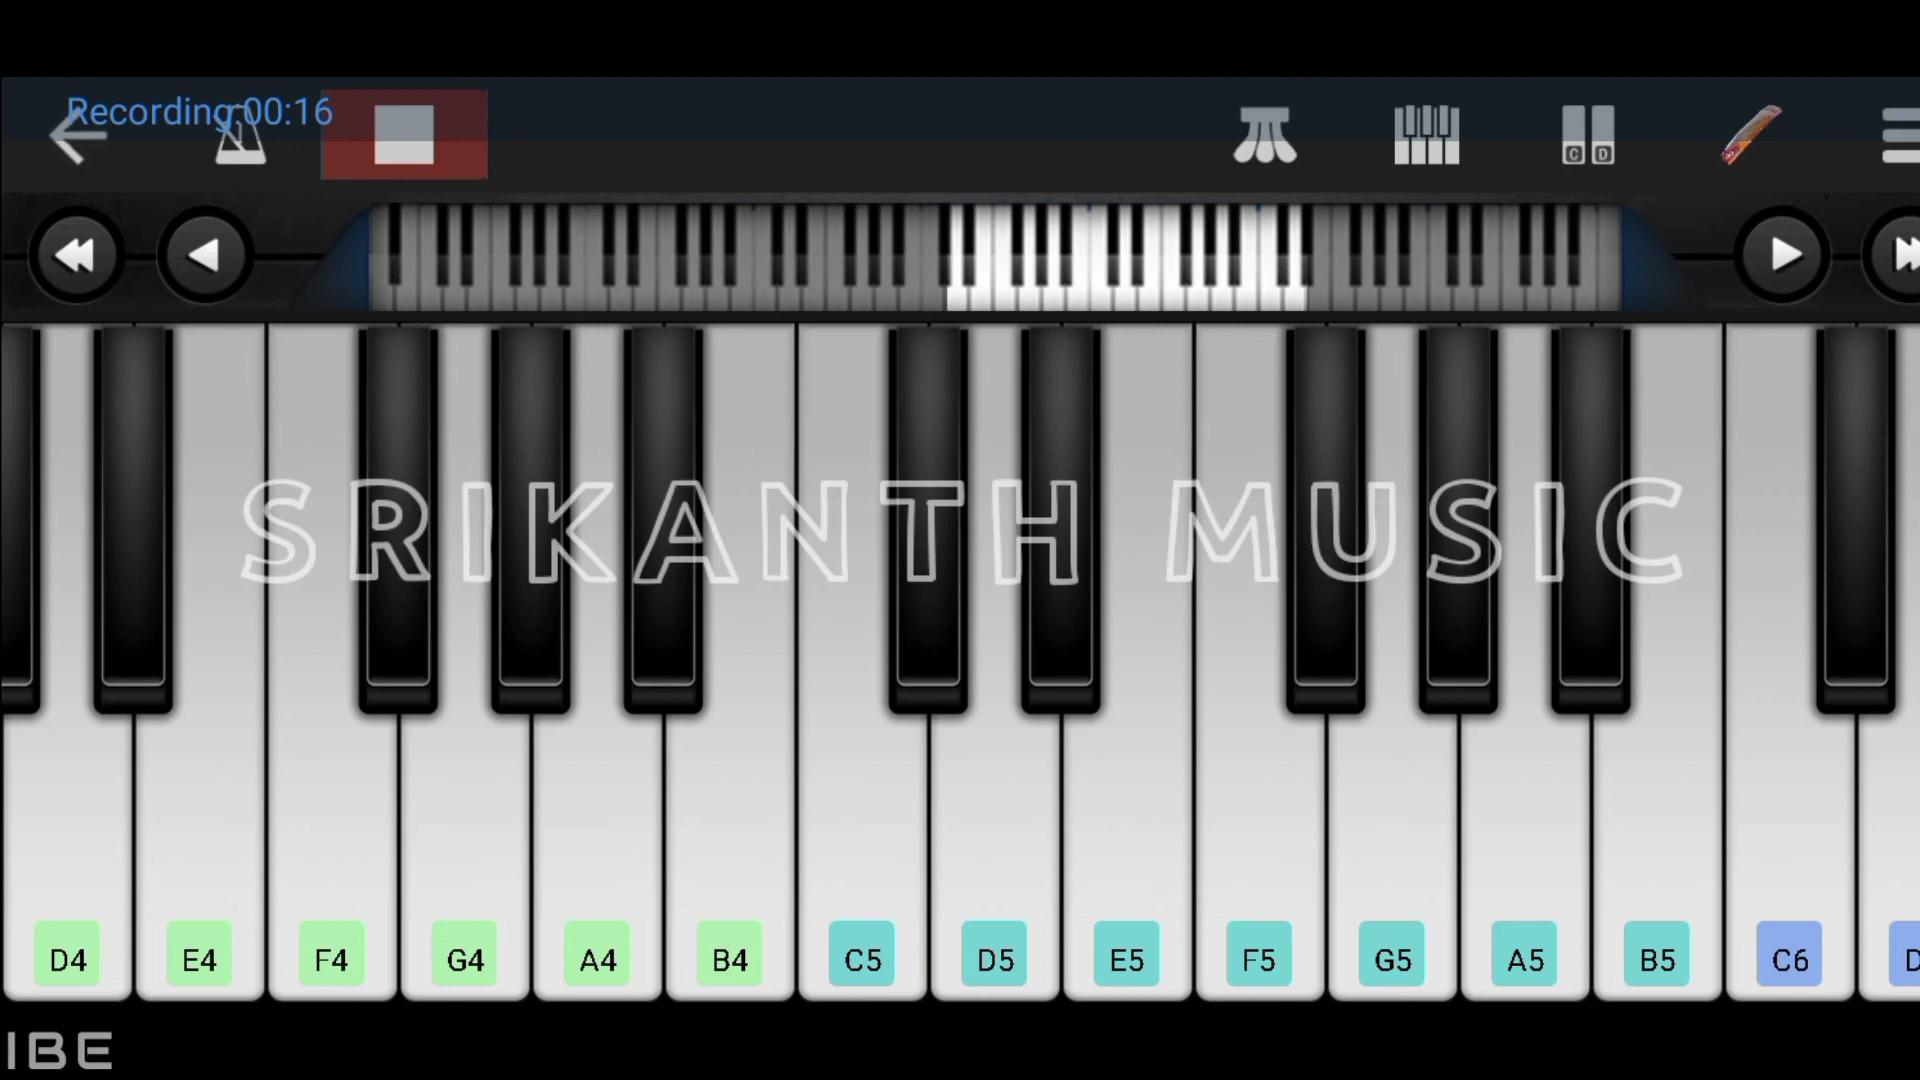 Recording:00:16
C D
SRIKANTH MUSIC
D4 E4 F4 G4 A4 B4 C5 D5 E5 F5 G5 A5 B5 C6 D
IBE